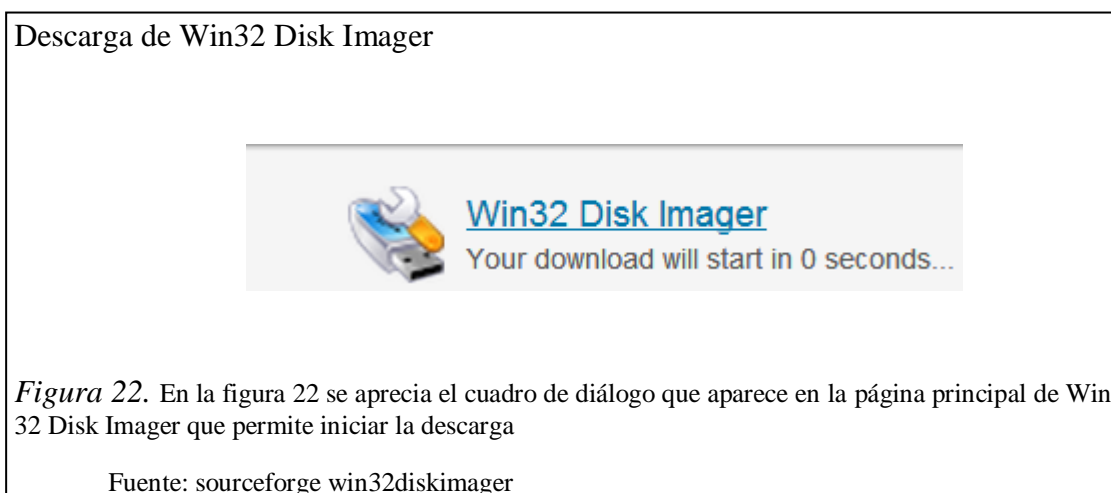 Descarga de Win32 Disk Imager
Win32 Disk Imager
Your download will start in 0 seconds...
Figura 22. En la figura 22 se aprecia el cuadro de diálogo que aparece en la página principal de Win
32 Disk Imager que permite iniciar la descarga
Fuente: sourceforge win32diskimager